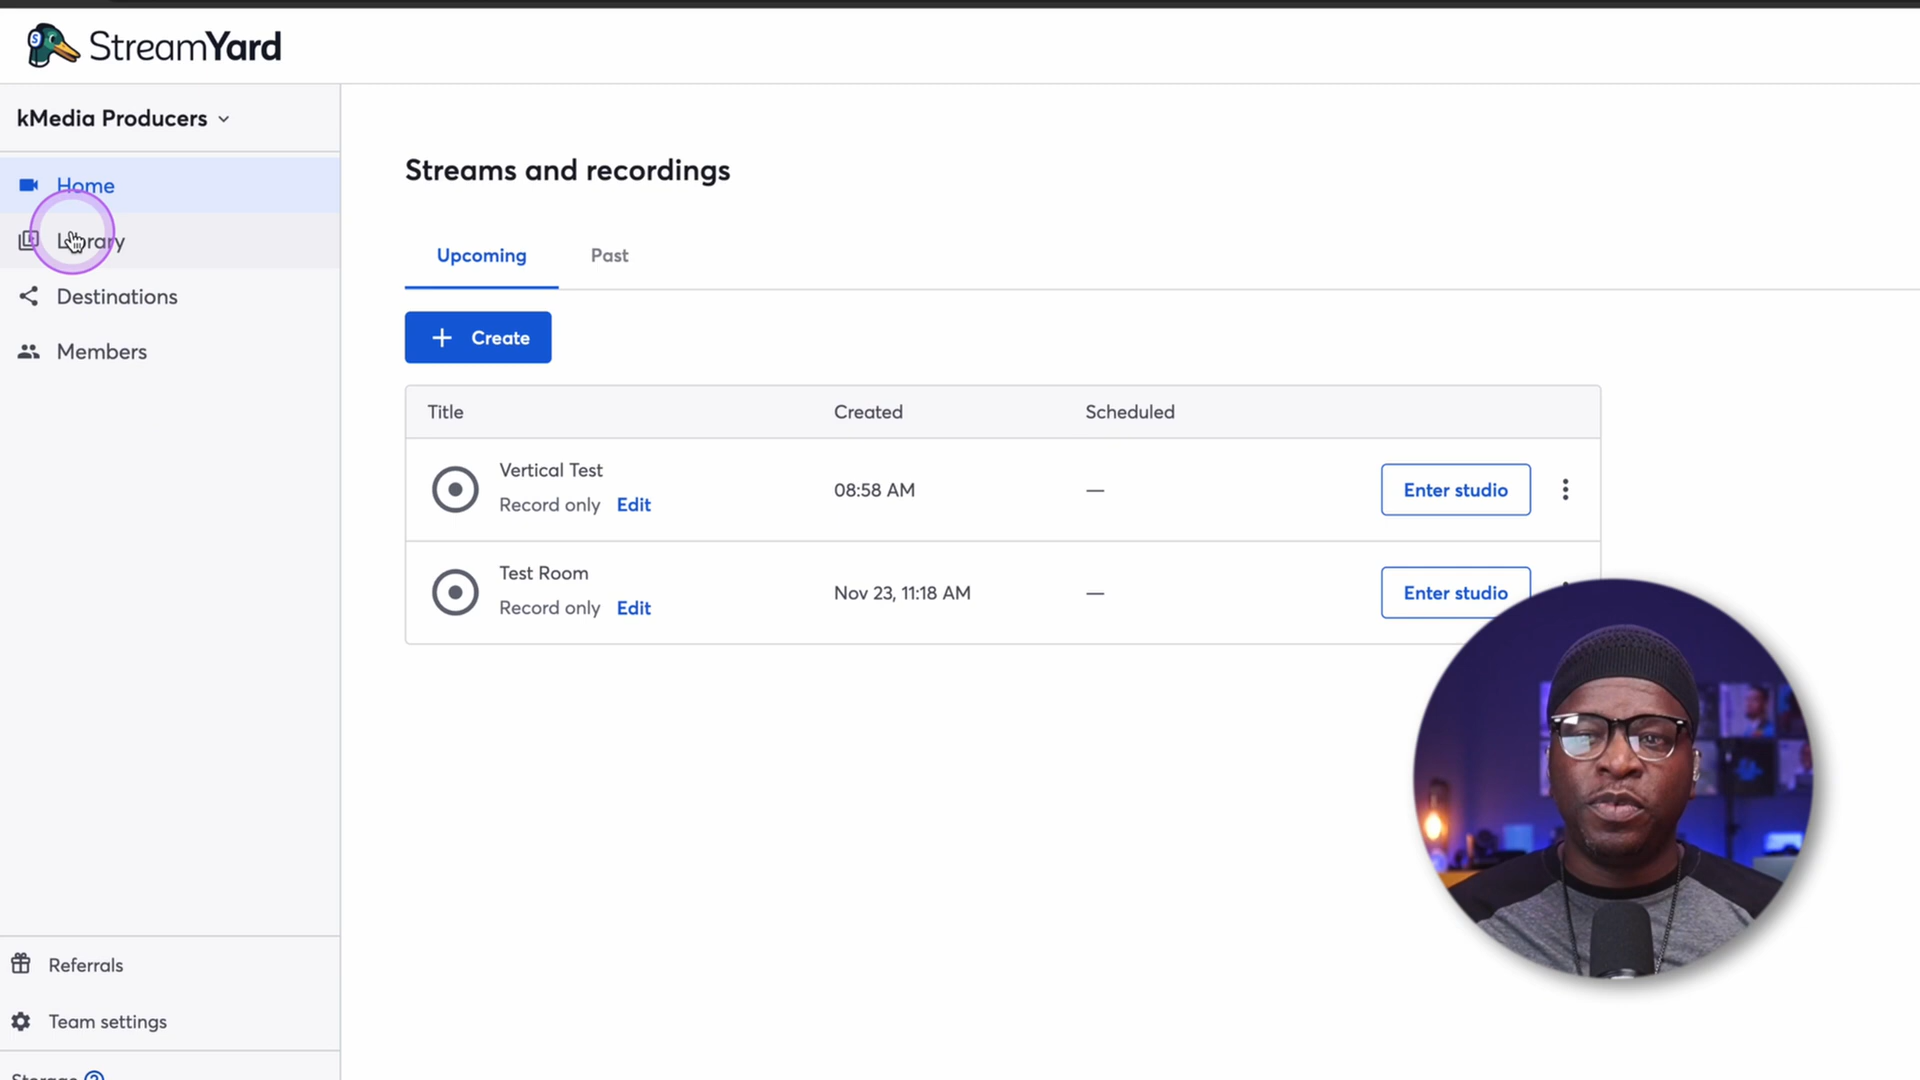 StreamYard
kMedia Producers
Home
Library
Destinations
Members
Referrals
Team settings
Storage
Streams and recordings
Upcoming Past
+ Create
Title Created Scheduled
Vertical Test
Record only Edit
08:58 AM
—
Enter studio
Test Room
Record only Edit
Nov 23, 11:18 AM
—
Enter studio